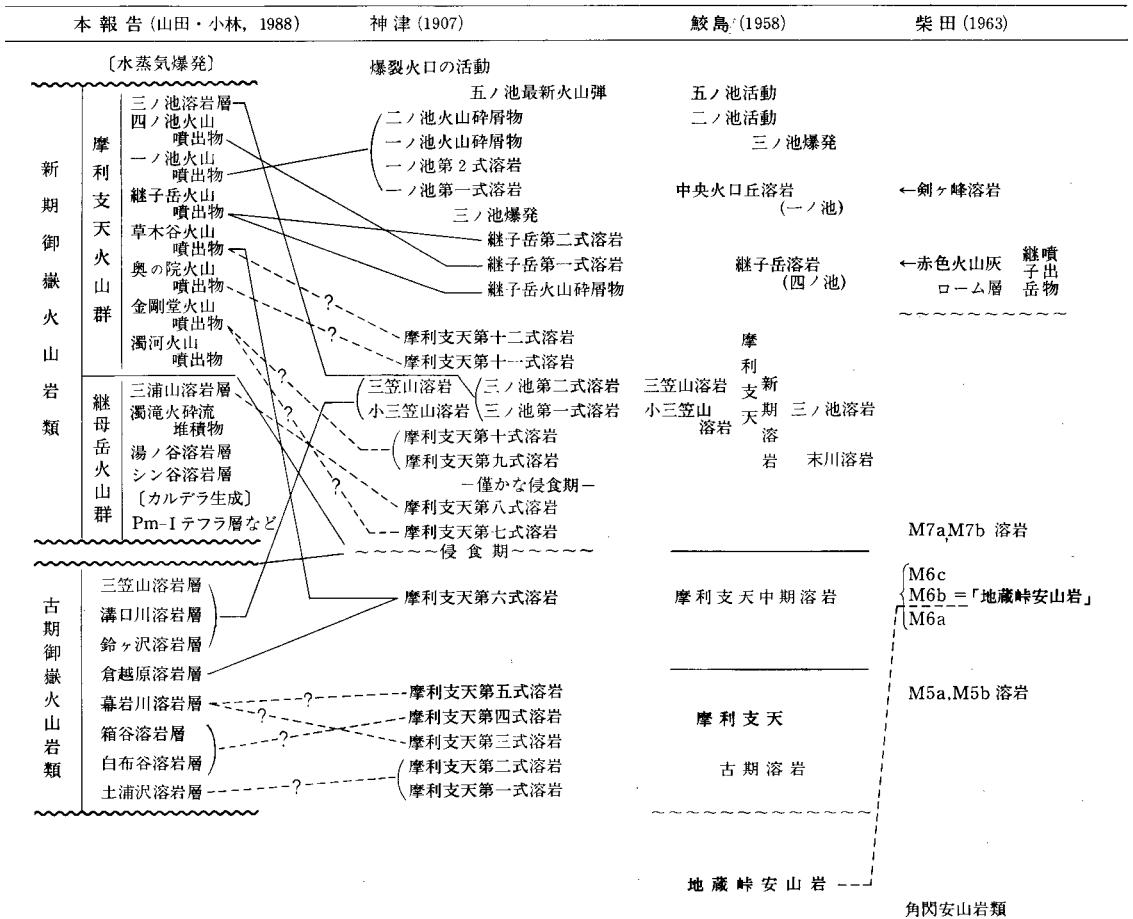 本報告(山田・小林, 1988)
神津(1907)
鮫島(1958)
柴田(1963)
新期御嶽火山岩類
古期御嶽火山岩類
摩利支天火山群
継母岳火山群
〔水蒸気爆発〕
三ノ池溶岩層
四ノ池火山
噴出物
一ノ池火山
噴出物
継子岳火山
噴出物
草木谷火山
噴出物
奥の院火山
噴出物
金剛堂火山
噴出物
濁河火山
噴出物
三浦山溶岩層
濁滝火砕流
堆積物
湯ノ谷溶岩層
シン谷溶岩層
〔カルデラ生成〕
Pm-Ⅰテフラ層など
三笠山溶岩層
溝口川溶岩層
鈴ヶ沢溶岩層
倉越原溶岩層
幕岩川溶岩層
箱谷溶岩層
白布谷溶岩層
土浦沢溶岩層
?
?
?
?
?
?
?
?
?
爆裂火口の活動
五ノ池最新火山弾
二ノ池火山砕屑物
一ノ池火山砕屑物
一ノ池第2式溶岩
一ノ池第一式溶岩
三ノ池爆発
継子岳第二式溶岩
継子岳第一式溶岩
継子岳火山砕屑物
摩利支天第十二式溶岩
摩利支天第十一式溶岩
三笠山溶岩
小三笠山溶岩
三ノ池第二式溶岩
三ノ池第一式溶岩
摩利支天第十式溶岩
摩利支天第九式溶岩
—僅かな侵食期—
摩利支天第八式溶岩
摩利支天第七式溶岩
～～～～～侵食期～～～～～
摩利支天第六式溶岩
摩利支天第五式溶岩
摩利支天第四式溶岩
摩利支天第三式溶岩
摩利支天第二式溶岩
摩利支天第一式溶岩
五ノ池活動
二ノ池活動
三ノ池爆発
中央火口丘溶岩
(一ノ池)
継子岳溶岩
(四ノ池)
摩利支天
新期溶岩
三笠山溶岩
小三笠山
溶岩
三ノ池溶岩
末川溶岩
摩利支天中期溶岩
摩利支天
古期溶岩
地蔵峠安山岩
←剣ヶ峰溶岩
←赤色火山灰
ローム層
継子岳
噴出物
M7a,M7b 溶岩
M6c
M6b =「地蔵峠安山岩」
M6a
M5a,M5b 溶岩
角閃安山岩類